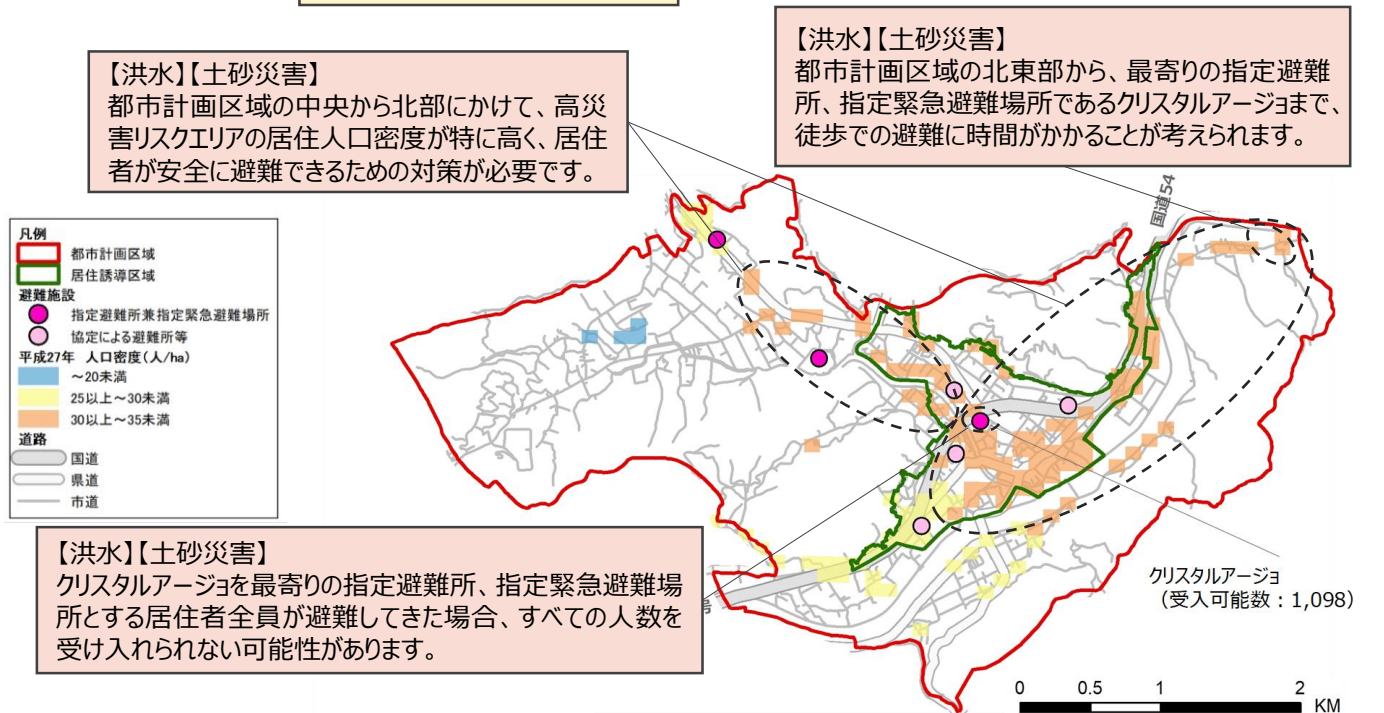 【洪水】【土砂災害】
都市計画区域の中央から北部にかけて、高災
害リスクエリアの居住人口密度が特に高く、居住
者が安全に避難できるための対策が必要です。
【洪水】【土砂災害】
都市計画区域の北東部から、最寄りの指定避難
所、指定緊急避難場所であるクリスタルアージョまで、
徒歩での避難に時間がかかることが考えられます。
国道54
凡例
都市計画区域
居住誘導区域
避難施設
指定避難所兼指定緊急避難場所
協定による避難所等
平成27年 人口密度(人/ha)
～20未満
25以上～30未満
30以上～35未満
道路
国道
県道
市道
【洪水】【土砂災害】
クリスタルアージョを最寄りの指定避難所、指定緊急避難場
所とする居住者全員が避難してきた場合、すべての人数を
受け入れられない可能性があります。
号
クリスタルアージョ
（受入可能数：1,098）
0 0.5 1 2
KM